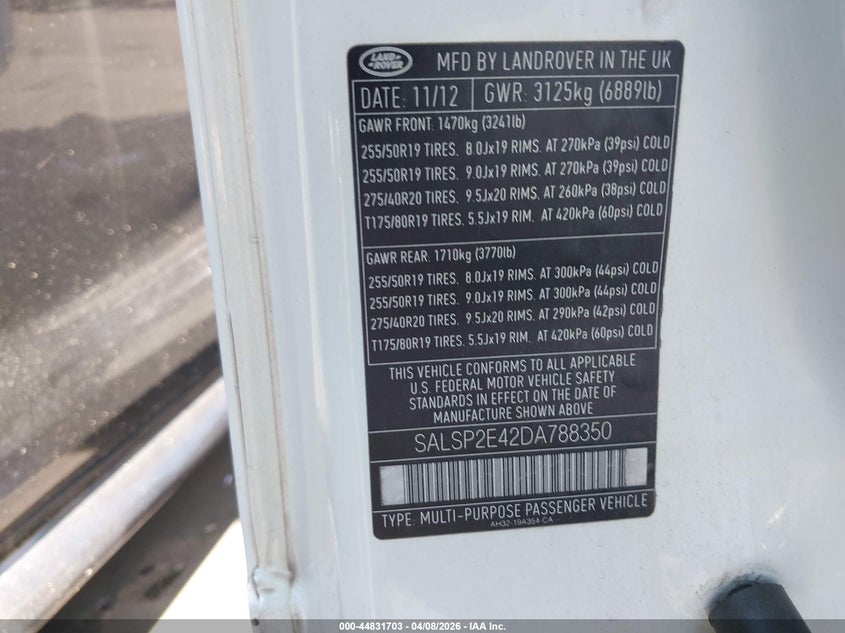 LAND ROVER
MFD BY LANDROVER IN THE UK
DATE: 11/12 GWR: 3125kg (6889lb)
GAWR FRONT: 1470kg (3241lb)
255/50R19 TIRES. 8.0Jx19 RIMS. AT 270kPa (39psi) COLD
255/50R19 TIRES. 9.0Jx19 RIMS. AT 270kPa (39psi) COLD
275/40R20 TIRES. 9.5Jx20 RIMS. AT 260kPa (38psi) COLD
T175/80R19 TIRES. 5.5Jx19 RIM. AT 420kPa (60psi) COLD
GAWR REAR: 1710kg (3770lb)
255/50R19 TIRES. 8.0Jx19 RIMS. AT 300kPa (44psi) COLD
255/50R19 TIRES. 9.0Jx19 RIMS. AT 300kPa (44psi) COLD
275/40R20 TIRES. 9.5Jx20 RIMS. AT 290kPa (42psi) COLD
T175/80R19 TIRES. 5.5Jx19 RIM. AT 420kPa (60psi) COLD
THIS VEHICLE CONFORMS TO ALL APPLICABLE
U.S. FEDERAL MOTOR VEHICLE SAFETY
STANDARDS IN EFFECT ON THE DATE OF
MANUFACTURE SHOWN ABOVE
SALSP2E42DA788350
TYPE: MULTI-PURPOSE PASSENGER VEHICLE
AH32-19A354-CA
000-44831703 - 04/08/2026 - IAA Inc.